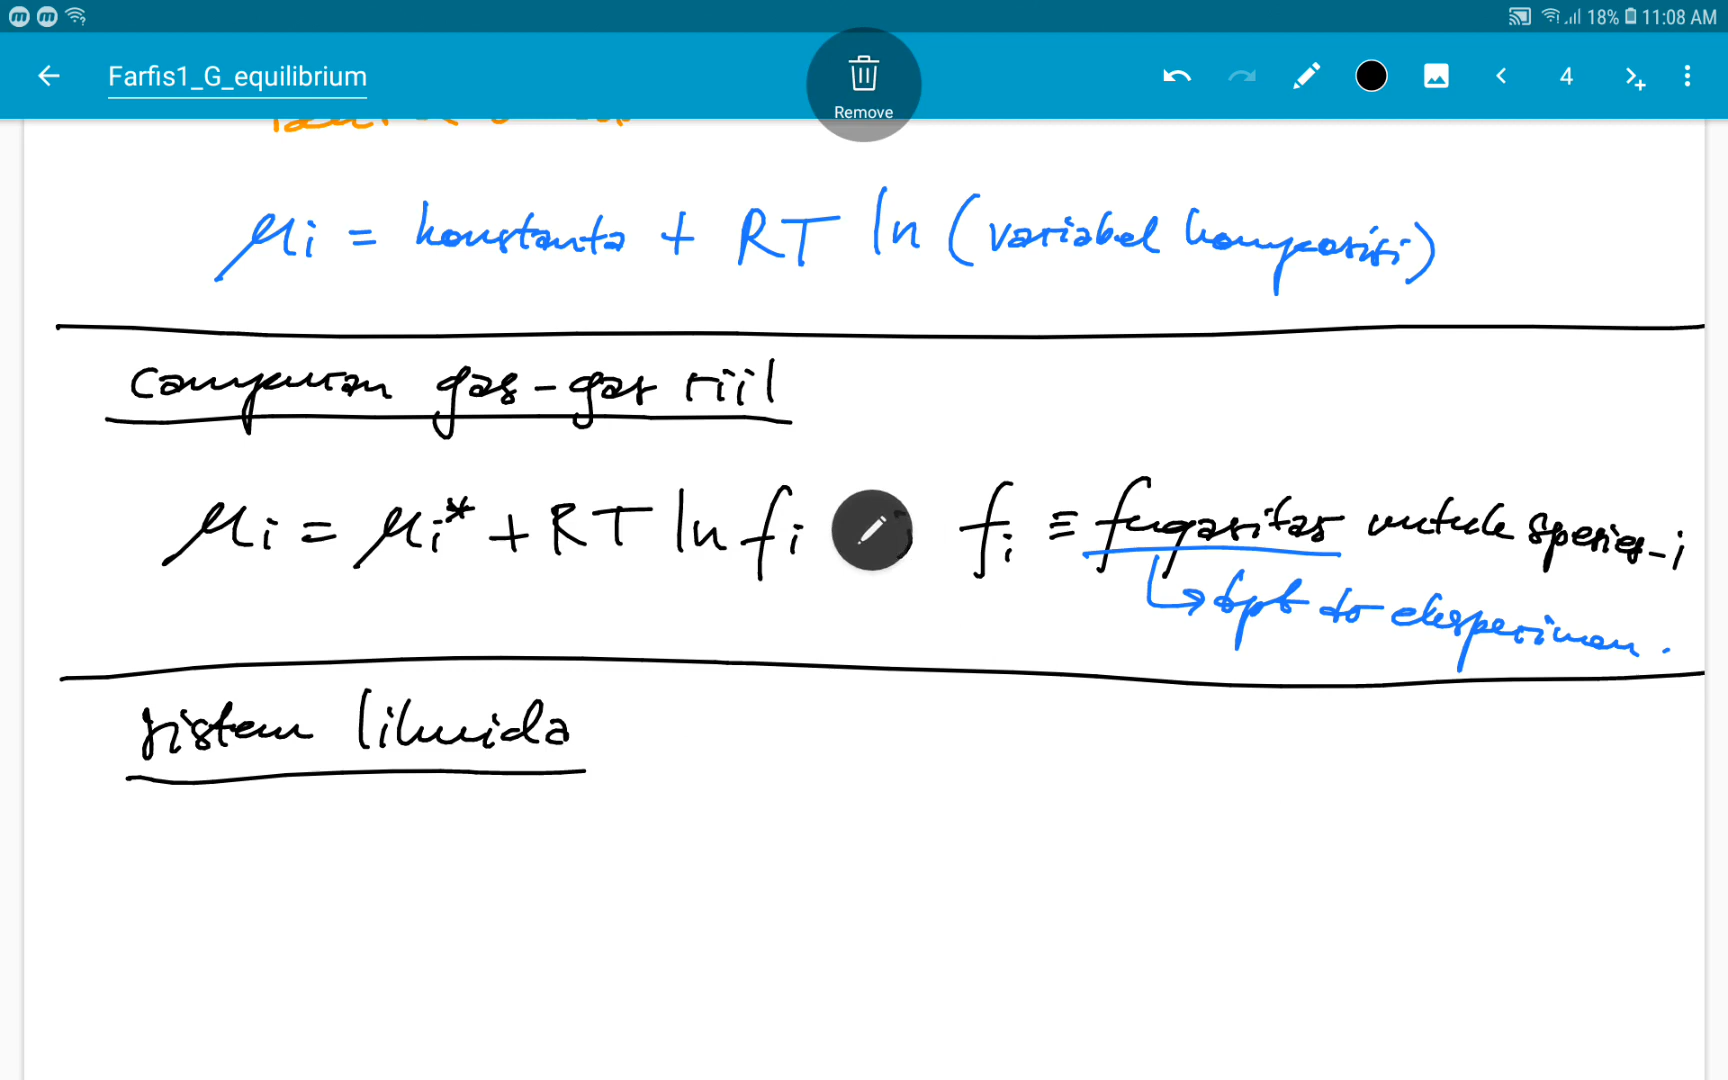 18% 11:08 AM
Farfis1_G_equilibrium
Remove
4
μi = konstanta + RT ln (variabel komposisi)
campuran gas-gas riil
μi = μi* + RT ln fi fi ≡ fugasitas untuk spesies-i
↳ dpt dr eksperimen.
sistem likuida